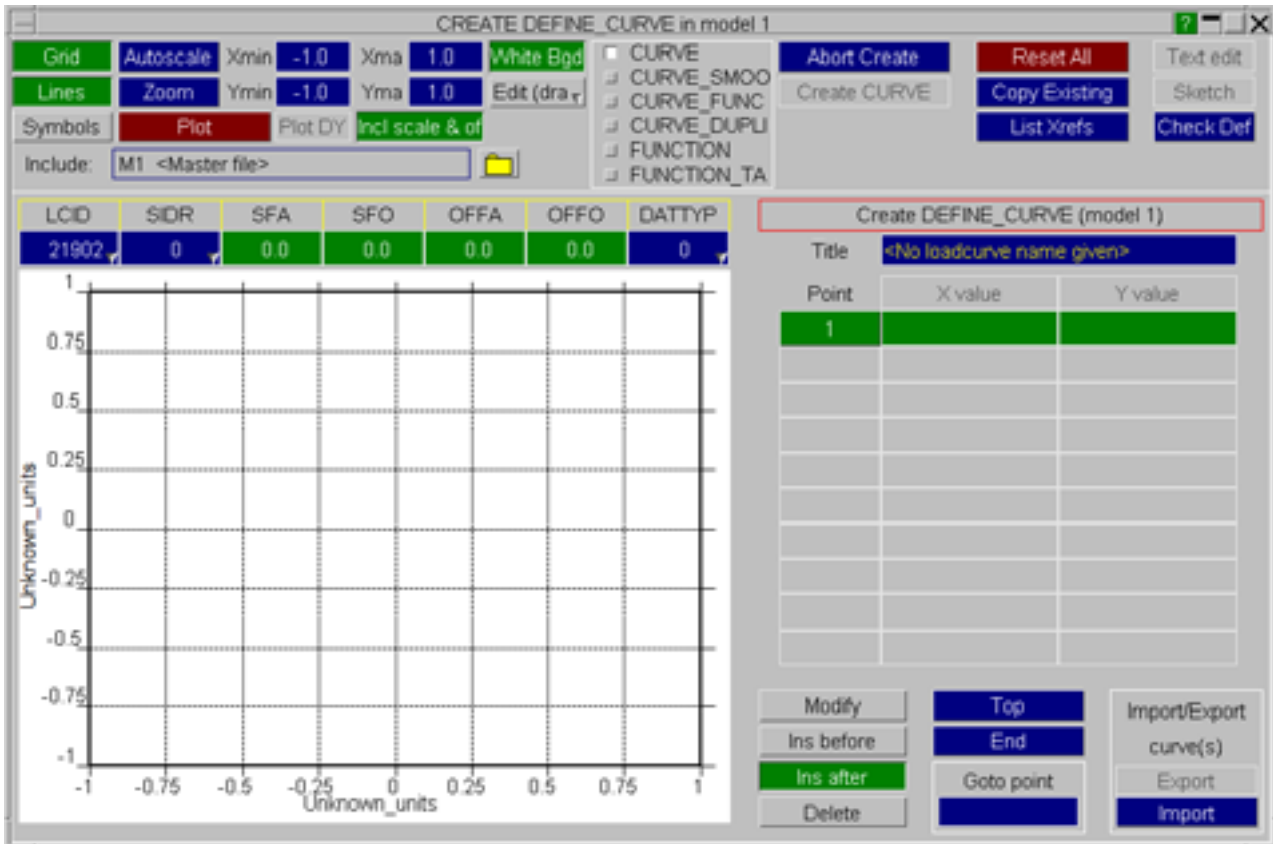 CREATE DEFINE_CURVE in model 1 ? X
Grid Autoscale Xmin -1.0 Xma 1.0 White Bgd
Lines Zoom Ymin -1.0 Yma 1.0 Edit (dra
Symbols Plot Plot DY Incl scale & of
Include: M1 <Master file>
CURVE
CURVE_SMOO
CURVE_FUNC
CURVE_DUPLI
FUNCTION
FUNCTION_TA
Abort Create Reset All Text edit
Create CURVE Copy Existing Sketch
List Xrefs Check Def
LCID SIDR SFA SFO OFFA OFFO DATTYP
21902 0 0.0 0.0 0.0 0.0 0
1
0.75
0.5
0.25
0
-0.25
-0.5
-0.75
-1
Unknown_units
-1 -0.75 -0.5 -0.25 0 0.25 0.5 0.75 1
Unknown_units
Create DEFINE_CURVE (model 1)
Title <No loadcurve name given>
Point X value Y value
1
Modify Top
Ins before End
Ins after Goto point
Delete
Import/Export
curve(s)
Export
Import